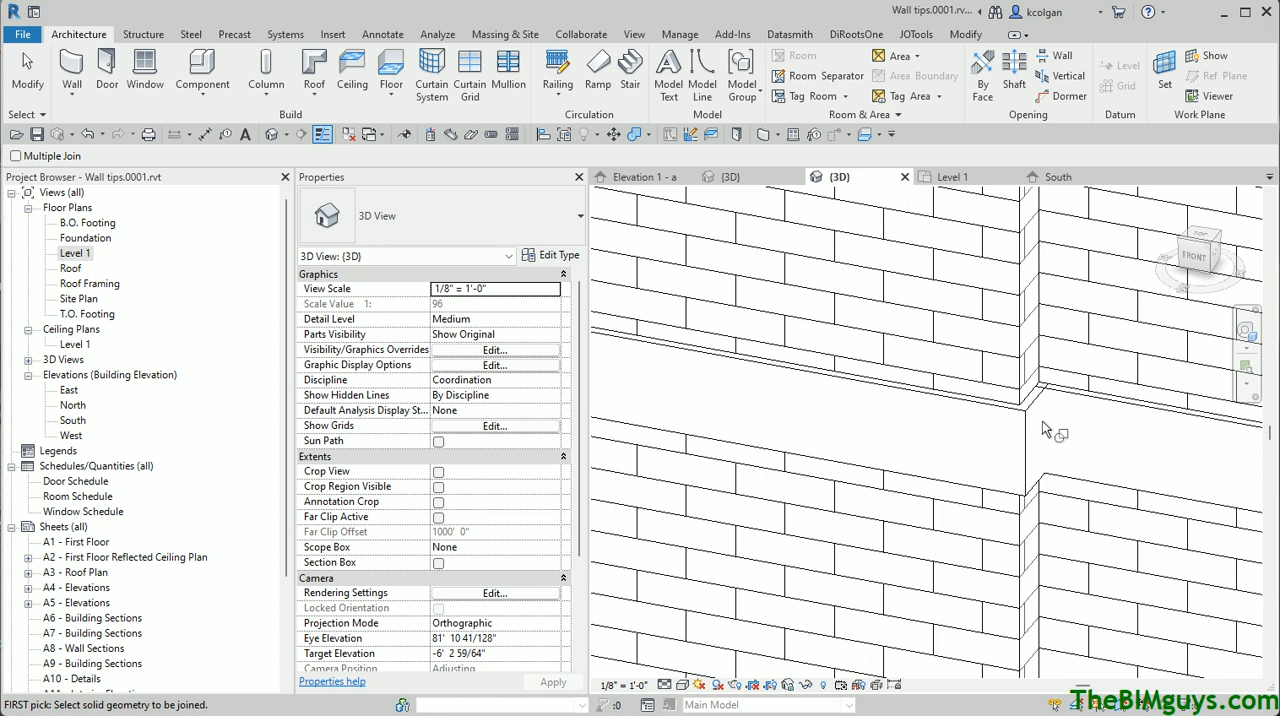 Wall tips.0001.rv...
kcolgan
File
Architecture
Structure
Steel
Precast
Systems
Insert
Annotate
Analyze
Massing & Site
Collaborate
View
Manage
Add-Ins
Datasmith
DiRootsOne
JOTools
Modify
Modify
Wall
Door
Window
Component
Column
Roof
Ceiling
Floor
Curtain System
Curtain Grid
Mullion
Railing
Ramp
Stair
Model Text
Model Line
Model Group
Room
Room Separator
Tag Room
Area
Area Boundary
Tag Area
By Face
Shaft
Wall
Vertical
Dormer
Level
Grid
Set
Show
Ref Plane
Viewer
Select
Build
Circulation
Model
Room & Area
Opening
Datum
Work Plane
Multiple Join
Project Browser - Wall tips.0001.rvt
Views (all)
Floor Plans
B.O. Footing
Foundation
Level 1
Roof
Roof Framing
Site Plan
T.O. Footing
Ceiling Plans
Level 1
3D Views
Elevations (Building Elevation)
East
North
South
West
Legends
Schedules/Quantities (all)
Door Schedule
Room Schedule
Window Schedule
Sheets (all)
A1 - First Floor
A2 - First Floor Reflected Ceiling Plan
A3 - Roof Plan
A4 - Elevations
A5 - Elevations
A6 - Building Sections
A7 - Building Sections
A8 - Wall Sections
A9 - Building Sections
A10 - Details
Properties
3D View
3D View: {3D}
Edit Type
Graphics
View Scale 1/8" = 1'-0"
Scale Value 1: 96
Detail Level Medium
Parts Visibility Show Original
Visibility/Graphics Overrides Edit...
Graphic Display Options Edit...
Discipline Coordination
Show Hidden Lines By Discipline
Default Analysis Display St... None
Show Grids Edit...
Sun Path
Extents
Crop View
Crop Region Visible
Annotation Crop
Far Clip Active
Far Clip Offset 1000' 0"
Scope Box None
Section Box
Camera
Rendering Settings Edit...
Locked Orientation
Projection Mode Orthographic
Eye Elevation 81' 10 41/128"
Target Elevation -6' 2 59/64"
Camera Position Adjusting
Properties help
Apply
Elevation 1 - a
{3D}
{3D}
Level 1
South
TOP
FRONT
1/8" = 1'-0"
FIRST pick: Select solid geometry to be joined.
:0
Main Model
TheBIMguys.com